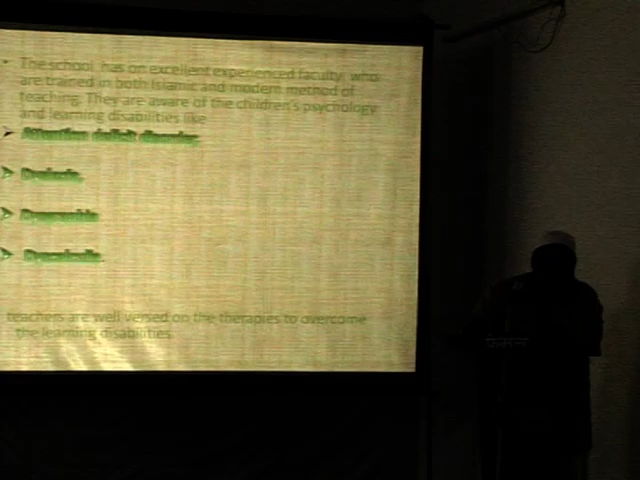 The school has an excellent experienced faculty, who
are trained in both Islamic and modern method of
teaching. They are aware of the children's psychology
and learning disabilities like
Attention deficit disorder
teachers are well versed on the therapies to overcome
the learning disabilities